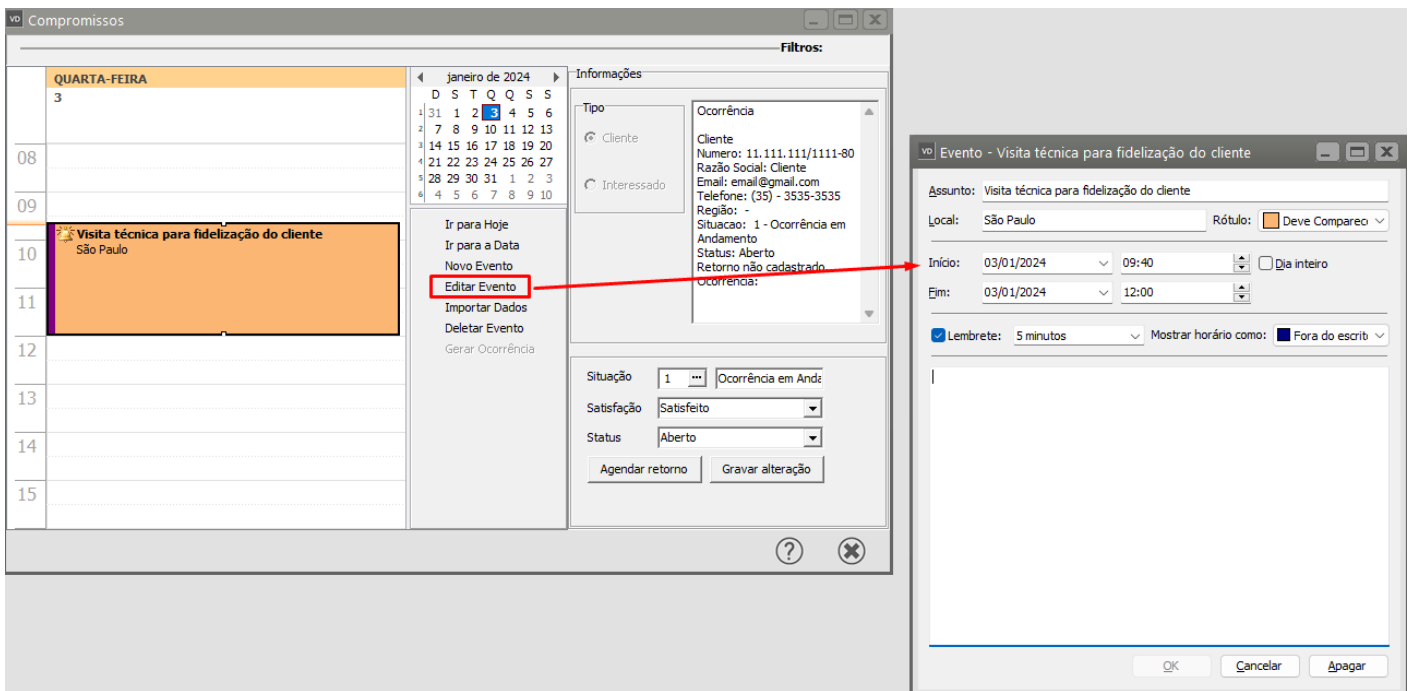 VD Compromissos
Filtros:
QUARTA-FEIRA
3
08
09
Visita técnica para fidelização do cliente
São Paulo
10
11
12
13
14
15
janeiro de 2024
D S T Q Q S S
1 31 1 2 3 4 5 6
2 7 8 9 10 11 12 13
3 14 15 16 17 18 19 20
4 21 22 23 24 25 26 27
5 28 29 30 31 1 2 3
6 4 5 6 7 8 9 10
Ir para Hoje
Ir para a Data
Novo Evento
Editar Evento
Importar Dados
Deletar Evento
Gerar Ocorrência
Informações
Tipo
Cliente
Interessado
Ocorrência
Cliente
Numero: 11.111.111/1111-80
Razão Social: Cliente
Email: email@gmail.com
Telefone: (35) - 3535-3535
Região: -
Situacao: 1 - Ocorrência em
Andamento
Status: Aberto
Retorno não cadastrado
Ocorrência:
Situação 1 ... Ocorrência em Anda
Satisfação Satisfeito
Status Aberto
Agendar retorno Gravar alteração
?
VD Evento - Visita técnica para fidelização do cliente
Assunto: Visita técnica para fidelização do cliente
Local: São Paulo Rótulo: Deve Comparec
Início: 03/01/2024 09:40 Dia inteiro
Fim: 03/01/2024 12:00
Lembrete: 5 minutos Mostrar horário como: Fora do escrit
OK Cancelar Apagar